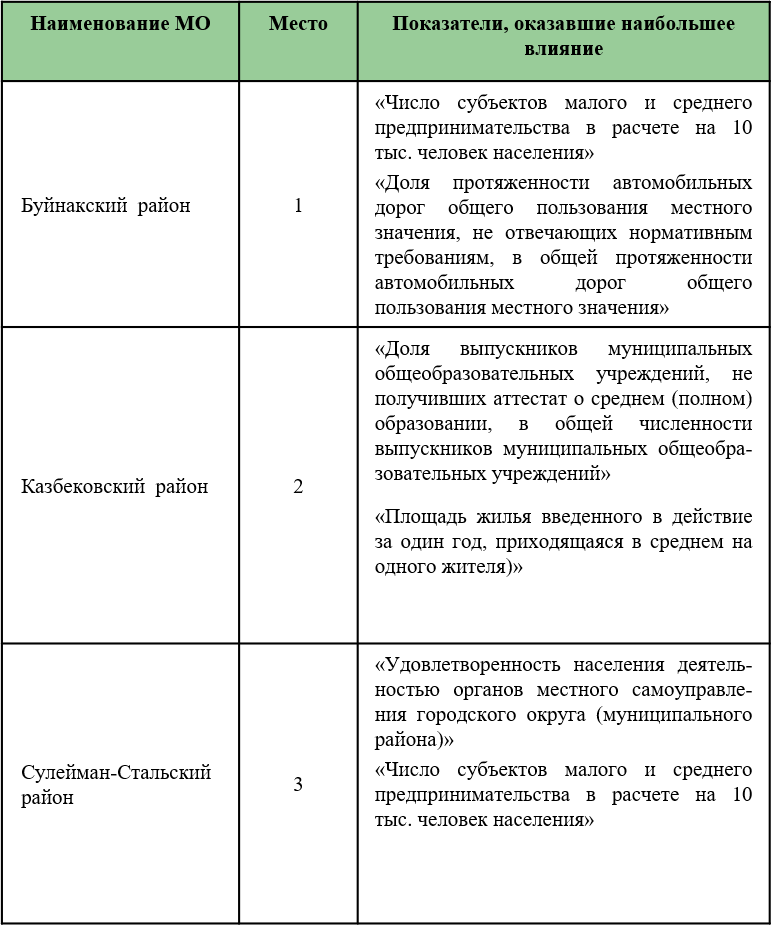 Наименование МО
Место
Показатели, оказавшие наибольшее
влияние
Буйнакский район
1
«Число субъектов малого и среднего
предпринимательства в расчете на 10
тыс. человек населения»
«Доля протяженности автомобильных
дорог общего пользования местного
значения, не отвечающих нормативным
требованиям, в общей протяженности
автомобильных дорог общего
пользования местного значения»
Казбековский район
2
«Доля выпускников муниципальных
общеобразовательных учреждений, не
получивших аттестат о среднем (полном)
образовании, в общей численности
выпускников муниципальных общеобра-
зовательных учреждений»
«Площадь жилья введенного в действие
за один год, приходящаяся в среднем на
одного жителя)»
Сулейман-Стальский
район
3
«Удовлетворенность населения деятель-
ностью органов местного самоуправле-
ния городского округа (муниципального
района)»
«Число субъектов малого и среднего
предпринимательства в расчете на 10
тыс. человек населения»